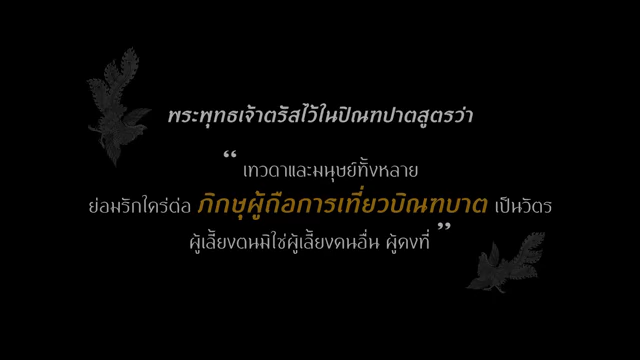 พระพุทธเจ้าตรัสไว้ในปิณฑปาตสูตรว่า
“ เทวดาและมนุษย์ทั้งหลาย
ย่อมรักใคร่ต่อ ภิกษุผู้ถือการเที่ยวบิณฑบาต เป็นวัตร
ผู้เลี้ยงตนมิใช่ผู้เลี้ยงคนอื่น ผู้คงที่ ”